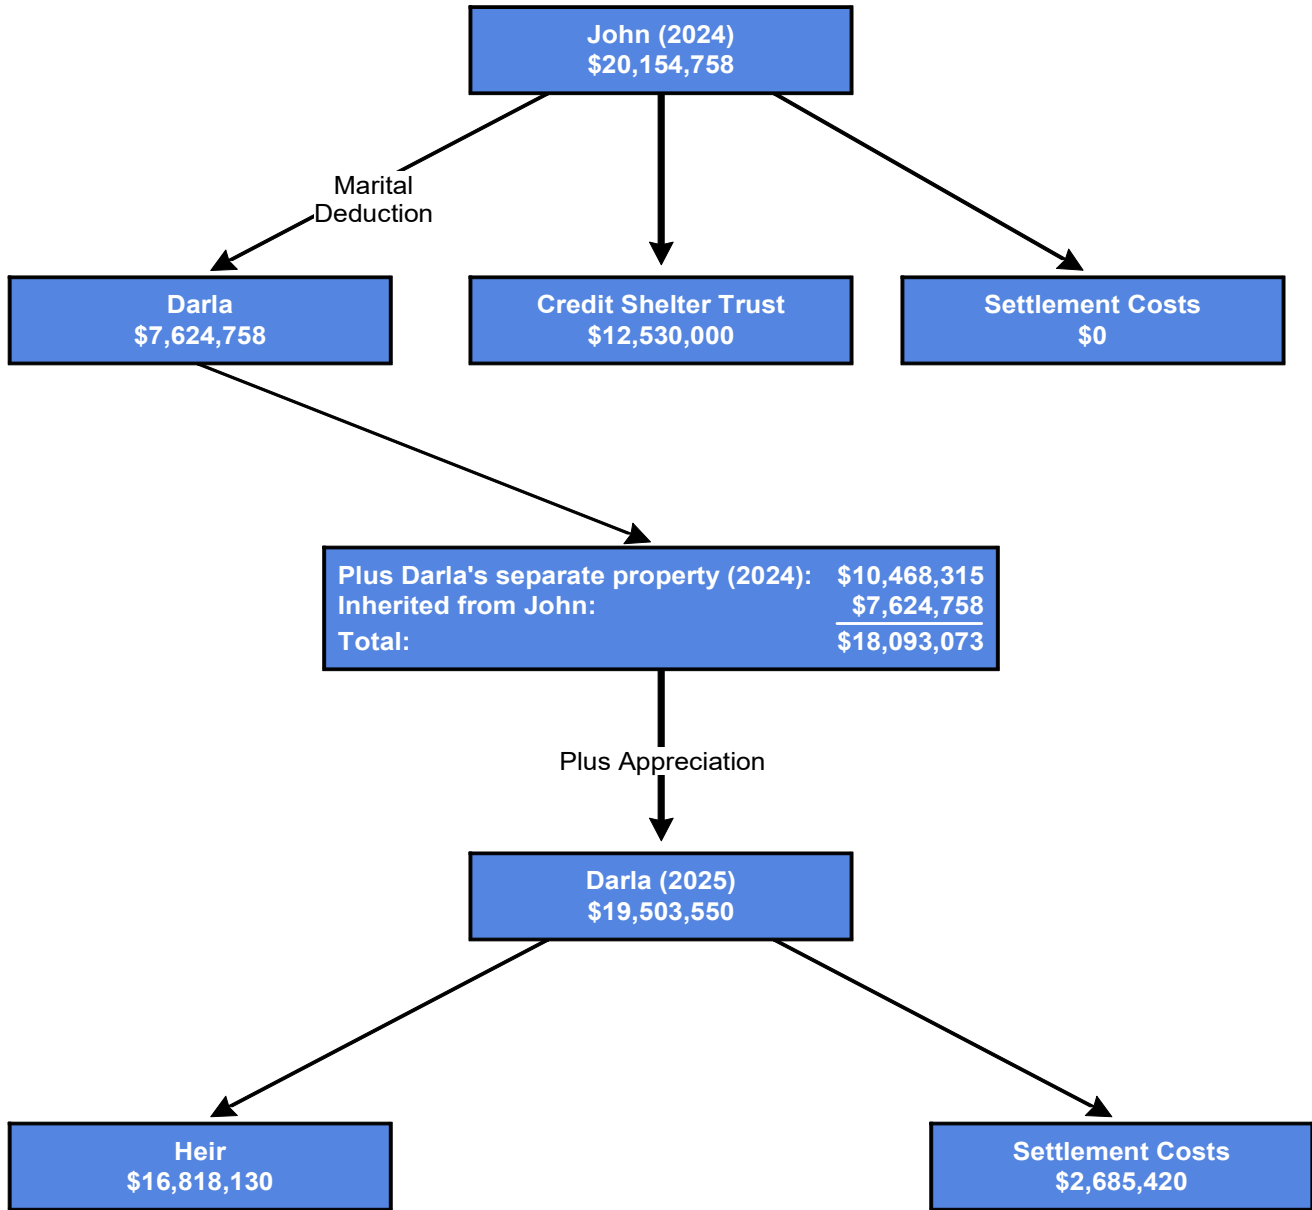 John (2024)
$20,154,758
Marital
Deduction
Darla
$7,624,758
Credit Shelter Trust
$12,530,000
Settlement Costs
$0
Plus Darla's separate property (2024): $10,468,315
Inherited from John: $7,624,758
Total: $18,093,073
Plus Appreciation
Darla (2025)
$19,503,550
Heir
$16,818,130
Settlement Costs
$2,685,420